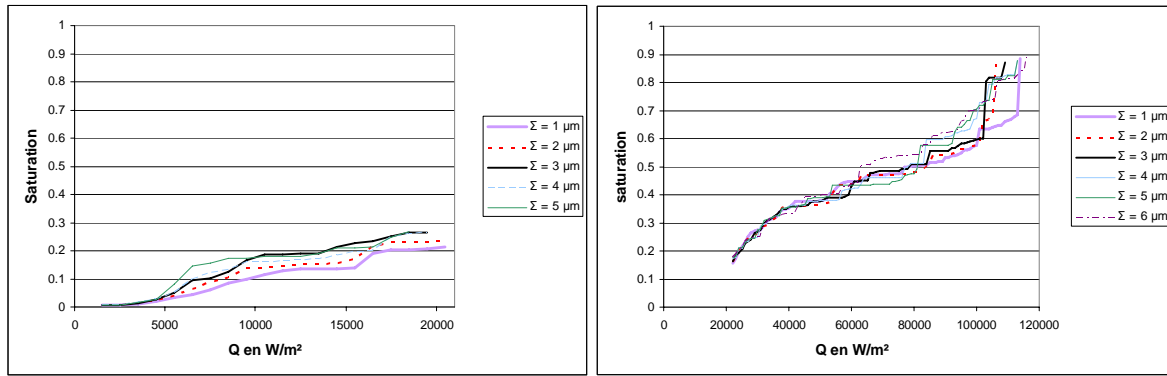 1
0.9
0.8
0.7
0.6
0.5
0.4
0.3
0.2
0.1
0
Saturation
0 5000 10000 15000 20000
Q en W/m²
Σ = 1 µm
Σ = 2 µm
Σ = 3 µm
Σ = 4 µm
Σ = 5 µm
1
0.9
0.8
0.7
0.6
0.5
0.4
0.3
0.2
0.1
0
saturation
0 20000 40000 60000 80000 100000 120000
Q en W/m²
Σ = 1 µm
Σ = 2 µm
Σ = 3 µm
Σ = 4 µm
Σ = 5 µm
Σ = 6 µm